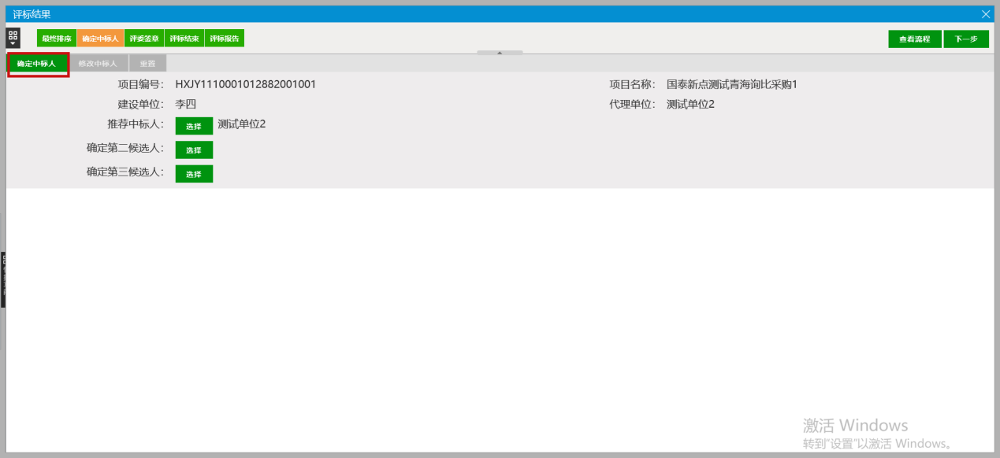 评标结果
最终排序 确定中标人 评委签章 评标结束 评标报告 查看流程 下一步
确定中标人 修改中标人 重置
项目编号： HXJY1110001012882001001 项目名称： 国泰新点测试青海询比采购1
建设单位： 李四 代理单位： 测试单位2
推荐中标人： 选择 测试单位2
确定第二候选人： 选择
确定第三候选人： 选择
激活 Windows
转到"设置"以激活 Windows。